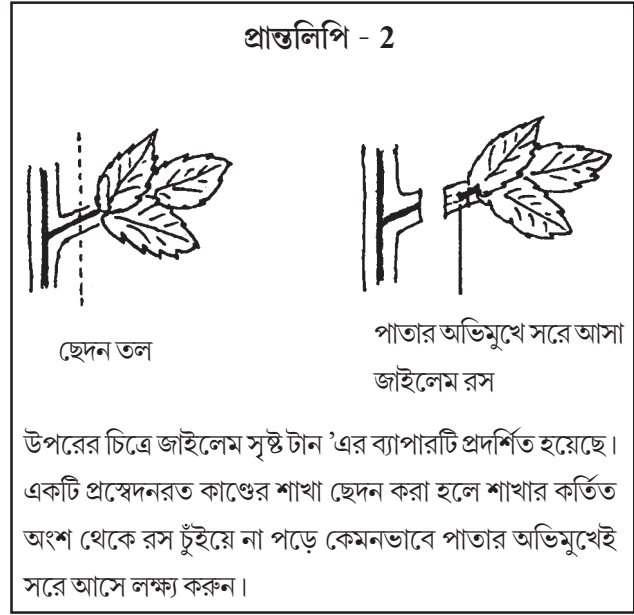 প্রান্তলিপি - 2
ছেদন তল
পাতার অভিমুখে সরে আসা
জাইলেম রস
উপরের চিত্রে জাইলেম সৃষ্ট টান ’এর ব্যাপারটি প্রদর্শিত হয়েছে।
একটি প্রস্বেদনরত কাণ্ডের শাখা ছেদন করা হলে শাখার কর্তিত
অংশ থেকে রস চুঁইয়ে না পড়ে কেমনভাবে পাতার অভিমুখেই
সরে আসে লক্ষ্য করুন।